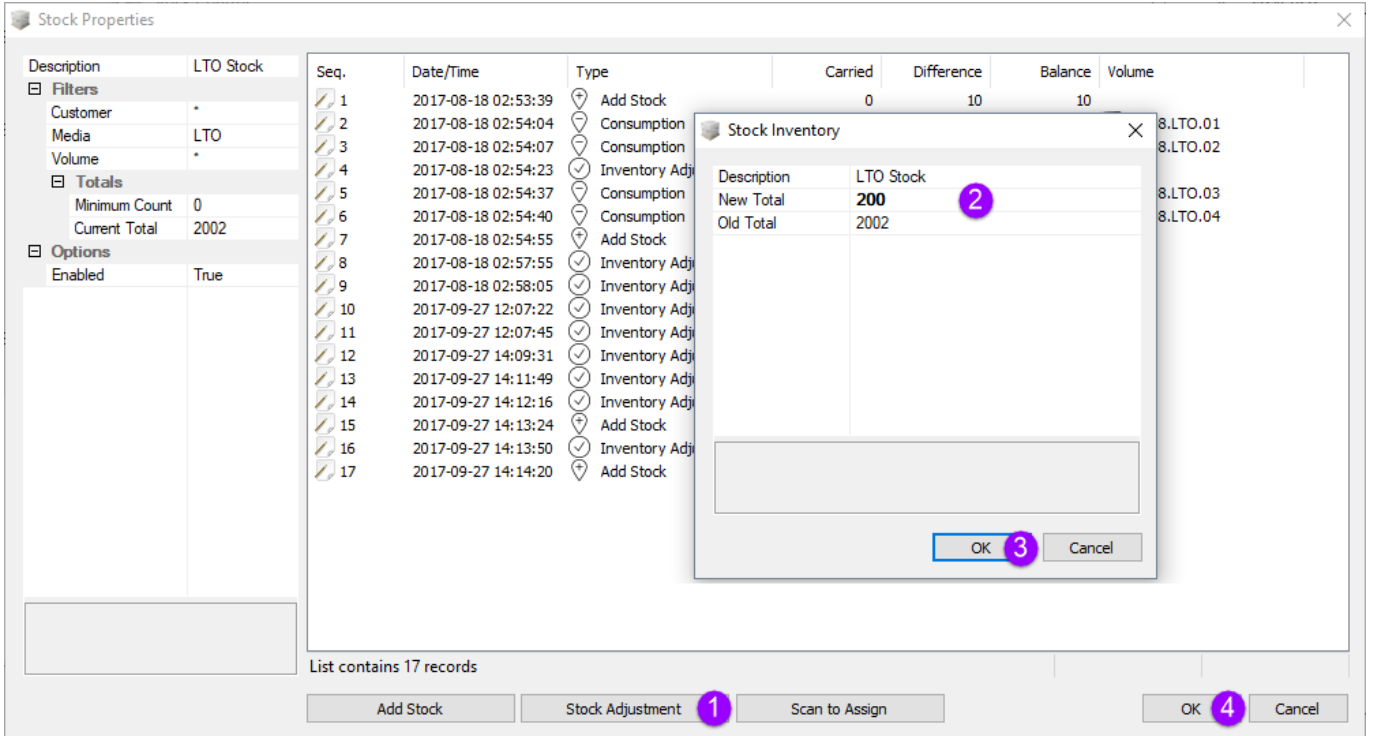 Stock Properties
Description LTO Stock
Filters
Customer *
Media LTO
Volume *
Totals
Minimum Count 0
Current Total 2002
Options
Enabled True
Seq. Date/Time Type Carried Difference Balance Volume
1 2017-08-18 02:53:39 Add Stock 0 10 10
2 2017-08-18 02:54:04 Consumption 8.LTO.01
3 2017-08-18 02:54:07 Consumption 8.LTO.02
4 2017-08-18 02:54:23 Inventory Adj
5 2017-08-18 02:54:37 Consumption 8.LTO.03
6 2017-08-18 02:54:40 Consumption 8.LTO.04
7 2017-08-18 02:54:55 Add Stock
8 2017-08-18 02:57:55 Inventory Adj
9 2017-08-18 02:58:05 Inventory Adj
10 2017-09-27 12:07:22 Inventory Adj
11 2017-09-27 12:07:45 Inventory Adj
12 2017-09-27 14:09:31 Inventory Adj
13 2017-09-27 14:11:49 Inventory Adj
14 2017-09-27 14:12:16 Inventory Adj
15 2017-09-27 14:13:24 Add Stock
16 2017-09-27 14:13:50 Inventory Adj
17 2017-09-27 14:14:20 Add Stock
Stock Inventory
Description LTO Stock
New Total 200 2
Old Total 2002
OK 3 Cancel
List contains 17 records
Add Stock Stock Adjustment 1 Scan to Assign OK 4 Cancel